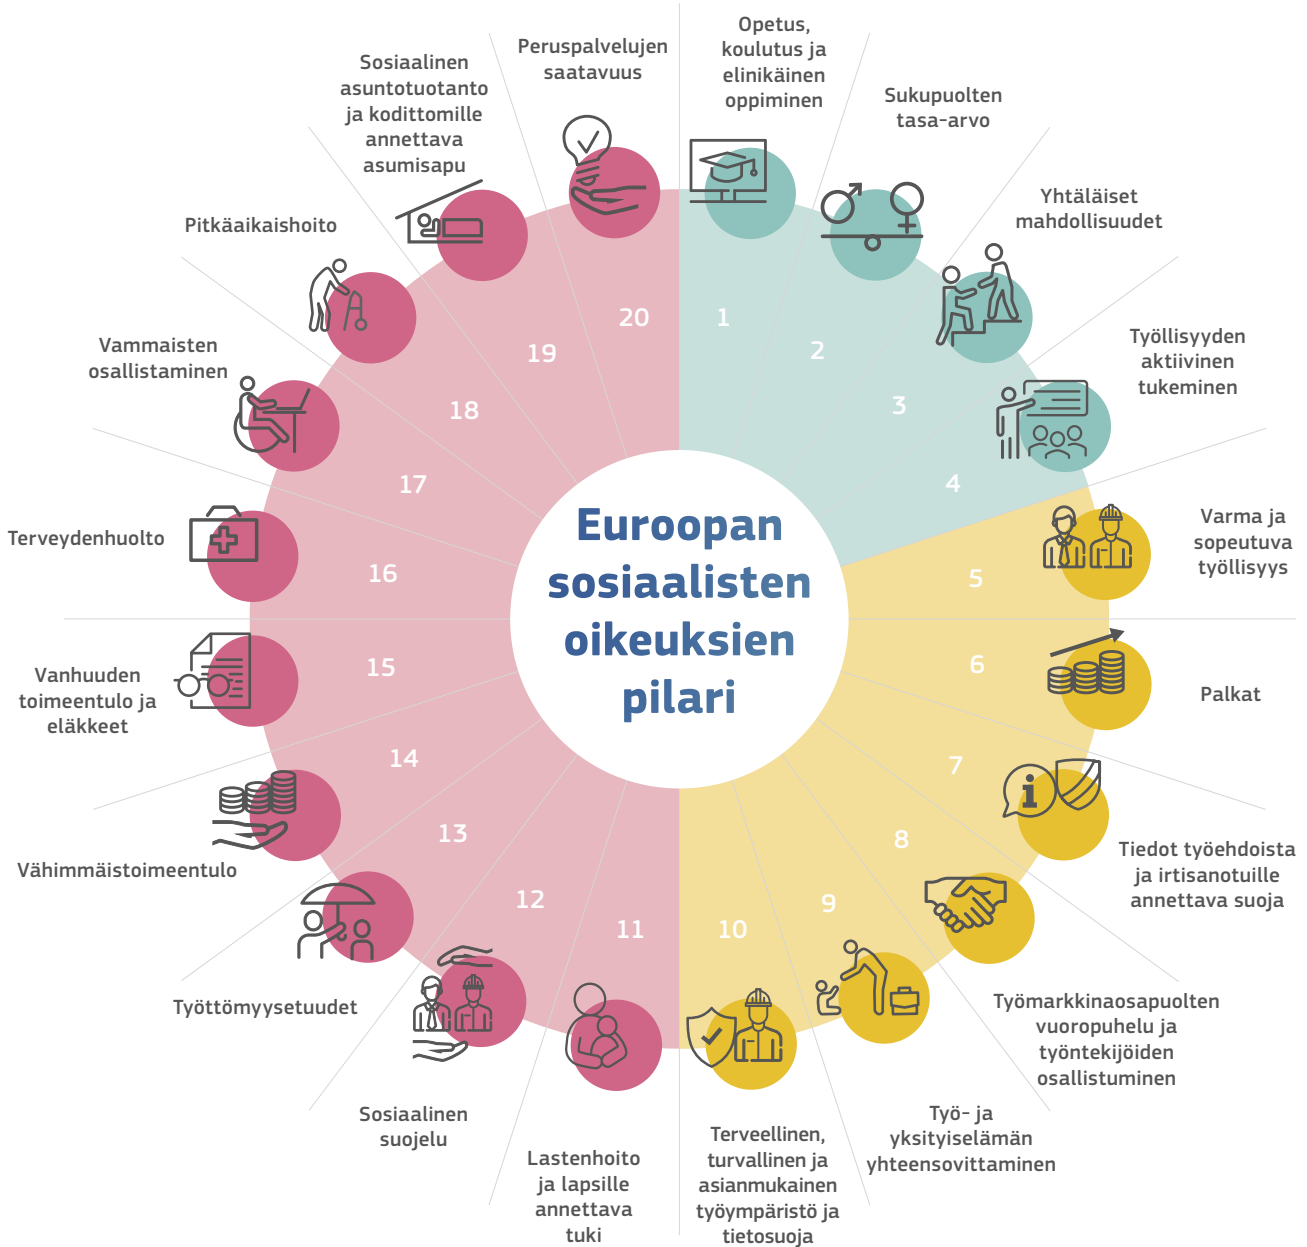 Euroopan
sosiaalisten
oikeuksien
pilari
1
Opetus,
koulutus ja
elinikäinen
oppiminen
2
Sukupuolten
tasa-arvo
3
Yhtäläiset
mahdollisuudet
4
Työllisyyden
aktiivinen
tukeminen
5
Varma ja
sopeutuva
työllisyys
6
Palkat
7
Tiedot työehdoista
ja irtisanotuille
annettava suoja
8
Työmarkkinaosapuolten
vuoropuhelu ja
työntekijöiden
osallistuminen
9
Työ- ja
yksityiselämän
yhteensovittaminen
10
Terveellinen,
turvallinen ja
asianmukainen
työympäristö ja
tietosuoja
11
Lastenhoito
ja lapsille
annettava
tuki
12
Sosiaalinen
suojelu
13
Työttömyysetuudet
14
Vähimmäistoimeentulo
15
Vanhuuden
toimeentulo ja
eläkkeet
16
Terveydenhuolto
17
Vammaisten
osallistaminen
18
Pitkäaikaishoito
19
Sosiaalinen
asuntotuotanto
ja kodittomille
annettava
asumisapu
20
Peruspalvelujen
saatavuus
i